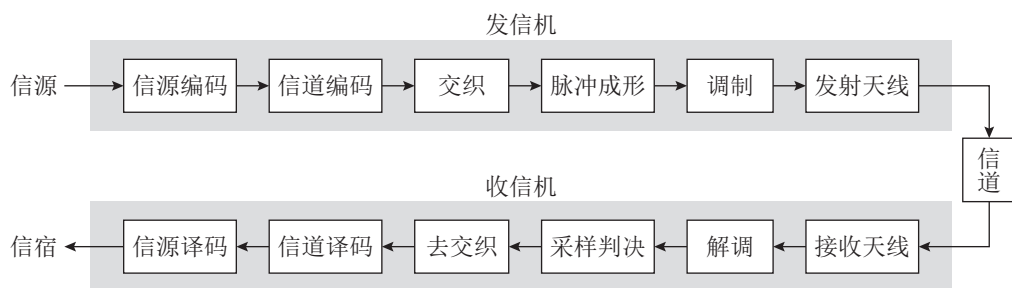 发信机
信源 信源编码 信道编码 交织 脉冲成形 调制 发射天线
信道
收信机
信宿 信源译码 信道译码 去交织 采样判决 解调 接收天线